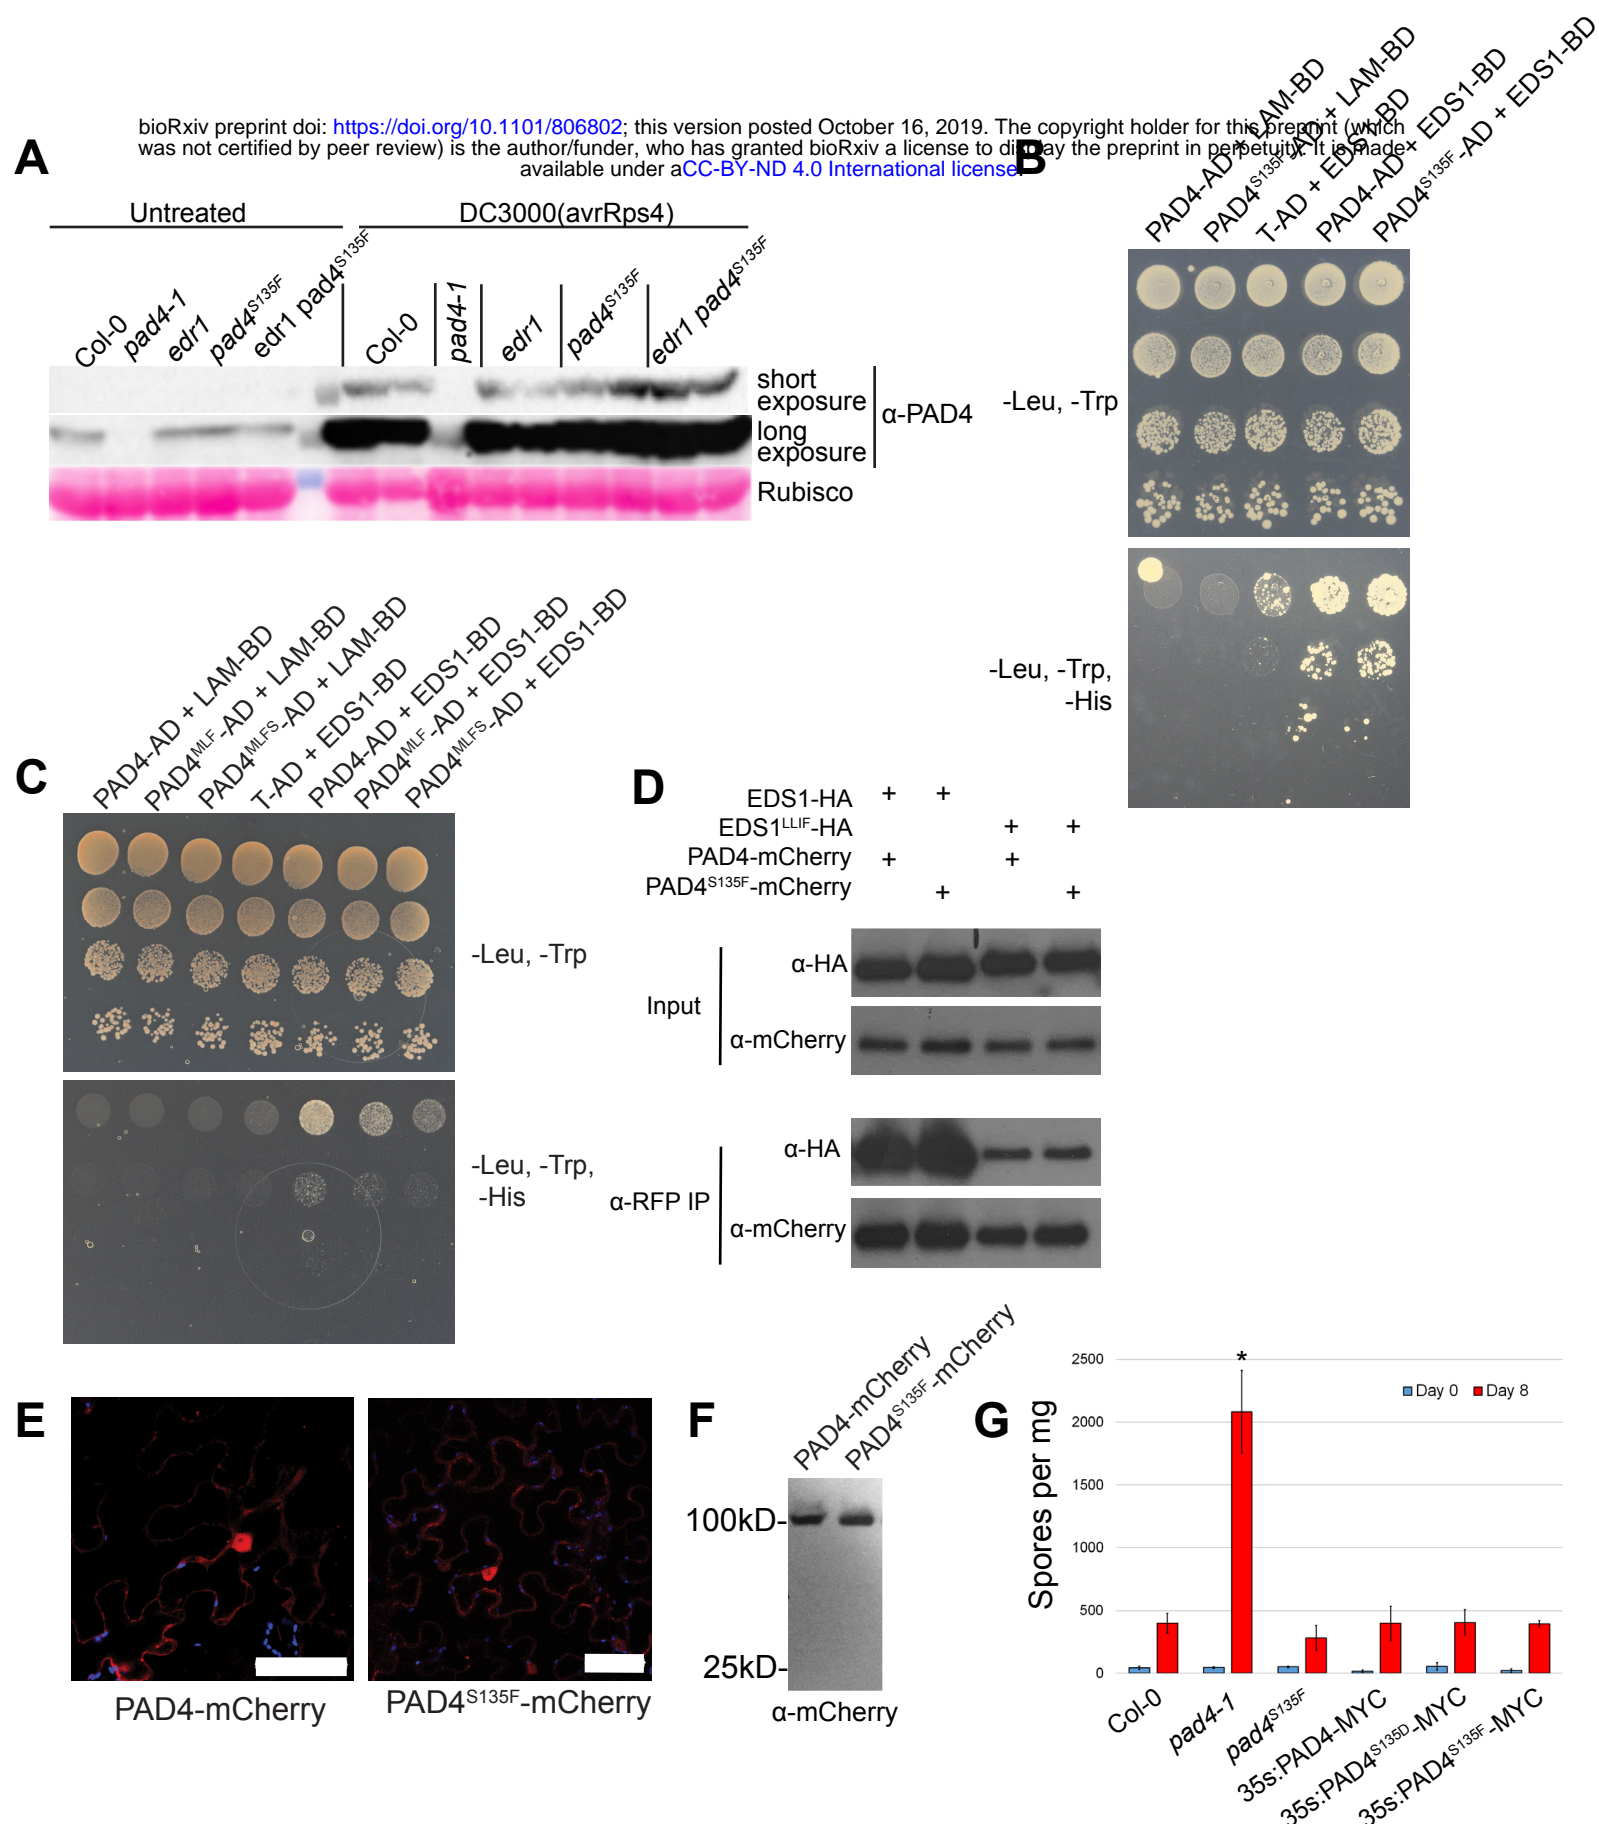 bioRxiv preprint doi: https://doi.org/10.1101/806802; this version posted October 16, 2019. The copyright holder for this preprint (which
was not certified by peer review) is the author/funder, who has granted bioRxiv a license to display the preprint in perpetuity. It is made
available under aCC-BY-ND 4.0 International license.
A
Untreated
DC3000(avrRps4)
Col-0
pad4-1
edr1
pad4S135F
edr1 pad4S135F
Col-0
pad4-1
edr1
pad4S135F
edr1 pad4S135F
short
exposure
long
exposure
α-PAD4
Rubisco
B
PAD4-AD + LAM-BD
PAD4S135F-AD + LAM-BD
T-AD + EDS1-BD
PAD4-AD + EDS1-BD
PAD4S135F-AD + EDS1-BD
-Leu, -Trp
-Leu, -Trp,
-His
C
PAD4-AD + LAM-BD
PAD4MLF-AD + LAM-BD
PAD4MLFS-AD + LAM-BD
T-AD + EDS1-BD
PAD4-AD + EDS1-BD
PAD4MLF-AD + EDS1-BD
PAD4MLFS-AD + EDS1-BD
-Leu, -Trp
-Leu, -Trp,
-His
D
EDS1-HA + +
EDS1LLIF-HA + +
PAD4-mCherry + +
PAD4S135F-mCherry + +
Input
α-HA
α-mCherry
α-RFP IP
α-HA
α-mCherry
E
PAD4-mCherry
PAD4S135F-mCherry
F
PAD4-mCherry
PAD4S135F-mCherry
100kD-
25kD-
α-mCherry
G
Spores per mg
2500
2000
1500
1000
500
0
*
Day 0
Day 8
Col-0
pad4-1
pad4S135F
35s:PAD4-MYC
35s:PAD4S135D-MYC
35s:PAD4S135F-MYC